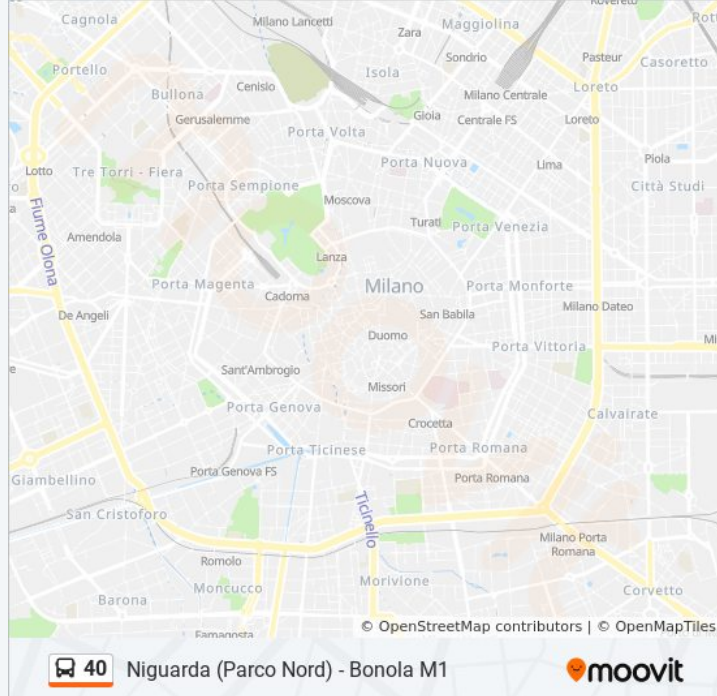 Cagnola
Milano Lancetti
Maggiolina
Rovereto
Zara
Portello
Sondrio
Pasteur
Casoretto
Isola
Bullona
Cenisio
Milano Centrale
Loreto
Gerusalemme
Gioia
Centrale FS
Loreto
Porta Volta
Lotto
Tre Torri - Fiera
Porta Nuova
Lima
Piola
Porta Sempione
Città Studi
Moscova
Fiume Olona
Turati
Porta Venezia
Amendola
Lanza
Porta Magenta
Milano
Porta Monforte
Cadorna
De Angeli
San Babila
Milano Dateo
Duomo
Porta Vittoria
Sant'Ambrogio
Missori
Porta Genova
Crocetta
Calvairate
Porta Ticinese
Porta Romana
Giambellino
Porta Genova FS
Porta Romana
San Cristoforo
Ticinello
Milano Porta
Romana
Romolo
Morivione
Moncucco
Corvetto
Barona
Famagosta
© OpenStreetMap contributors | © OpenMapTiles
40 Niguarda (Parco Nord) - Bonola M1
moovit